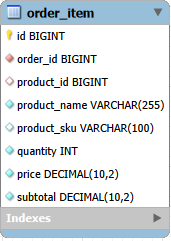 order_item
id BIGINT
order_id BIGINT
product_id BIGINT
product_name VARCHAR(255)
product_sku VARCHAR(100)
quantity INT
price DECIMAL(10,2)
subtotal DECIMAL(10,2)
Indexes